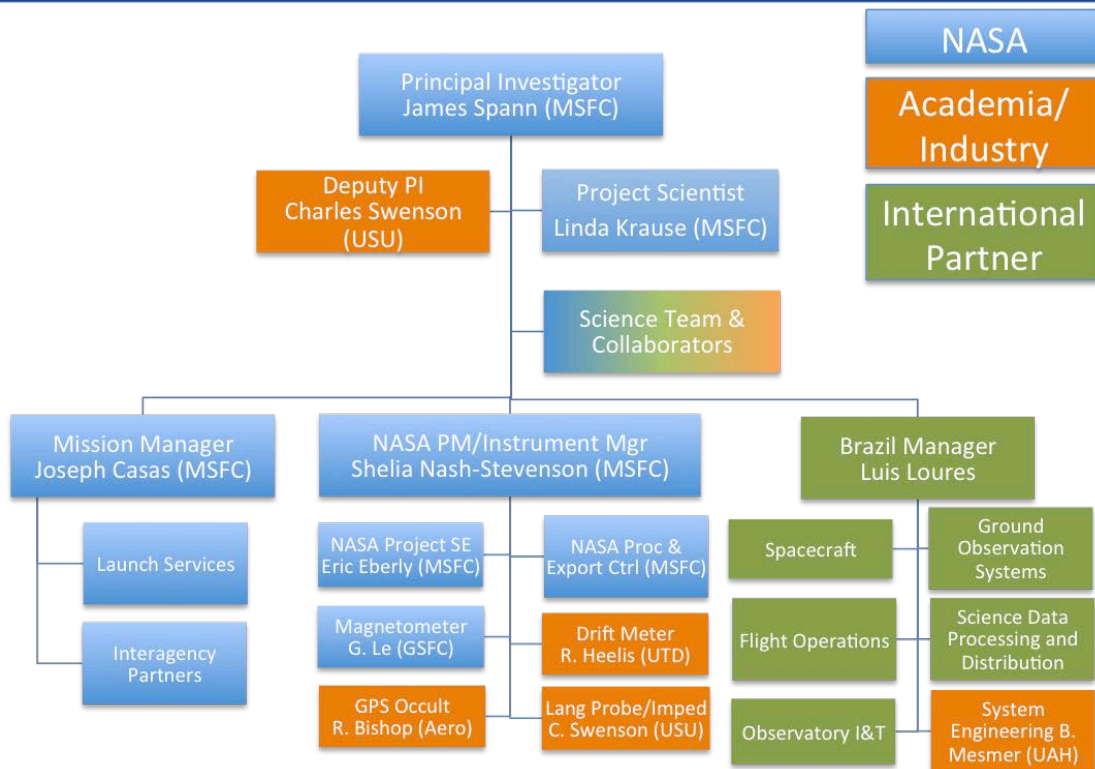 NASA
Academia/
Industry
International
Partner
Principal Investigator
James Spann (MSFC)
Deputy PI
Charles Swenson
(USU)
Project Scientist
Linda Krause (MSFC)
Science Team &
Collaborators
Mission Manager
Joseph Casas (MSFC)
NASA PM/Instrument Mgr
Shelia Nash-Stevenson (MSFC)
Brazil Manager
Luis Loures
Launch Services
Interagency
Partners
NASA Project SE
Eric Eberly (MSFC)
NASA Proc &
Export Ctrl (MSFC)
Magnetometer
G. Le (GSFC)
Drift Meter
R. Heelis (UTD)
GPS Occult
R. Bishop (Aero)
Lang Probe/Imped
C. Swenson (USU)
Spacecraft
Ground
Observation
Systems
Flight Operations
Science Data
Processing and
Distribution
Observatory I&T
System
Engineering B.
Mesmer (UAH)